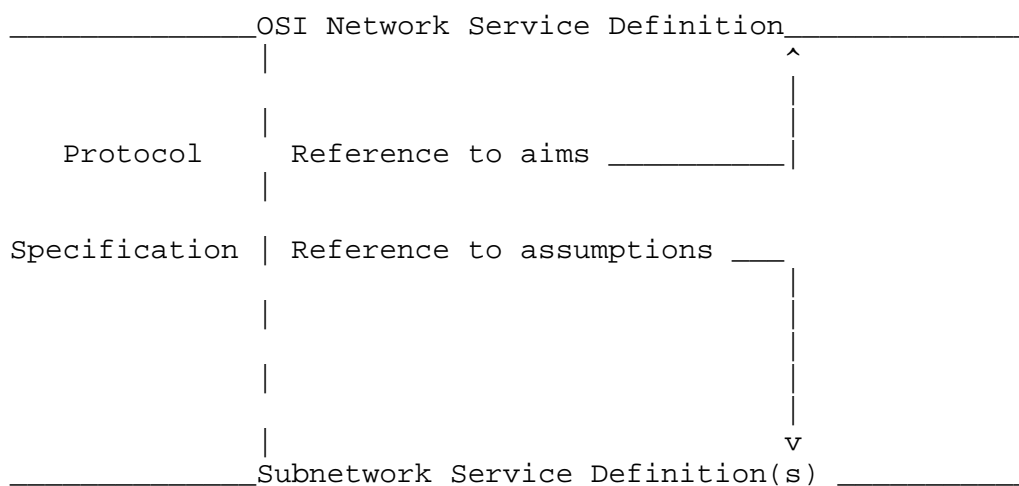 OSI Network Service Definition
Protocol Reference to aims
Specification Reference to assumptions
Subnetwork Service Definition(s)